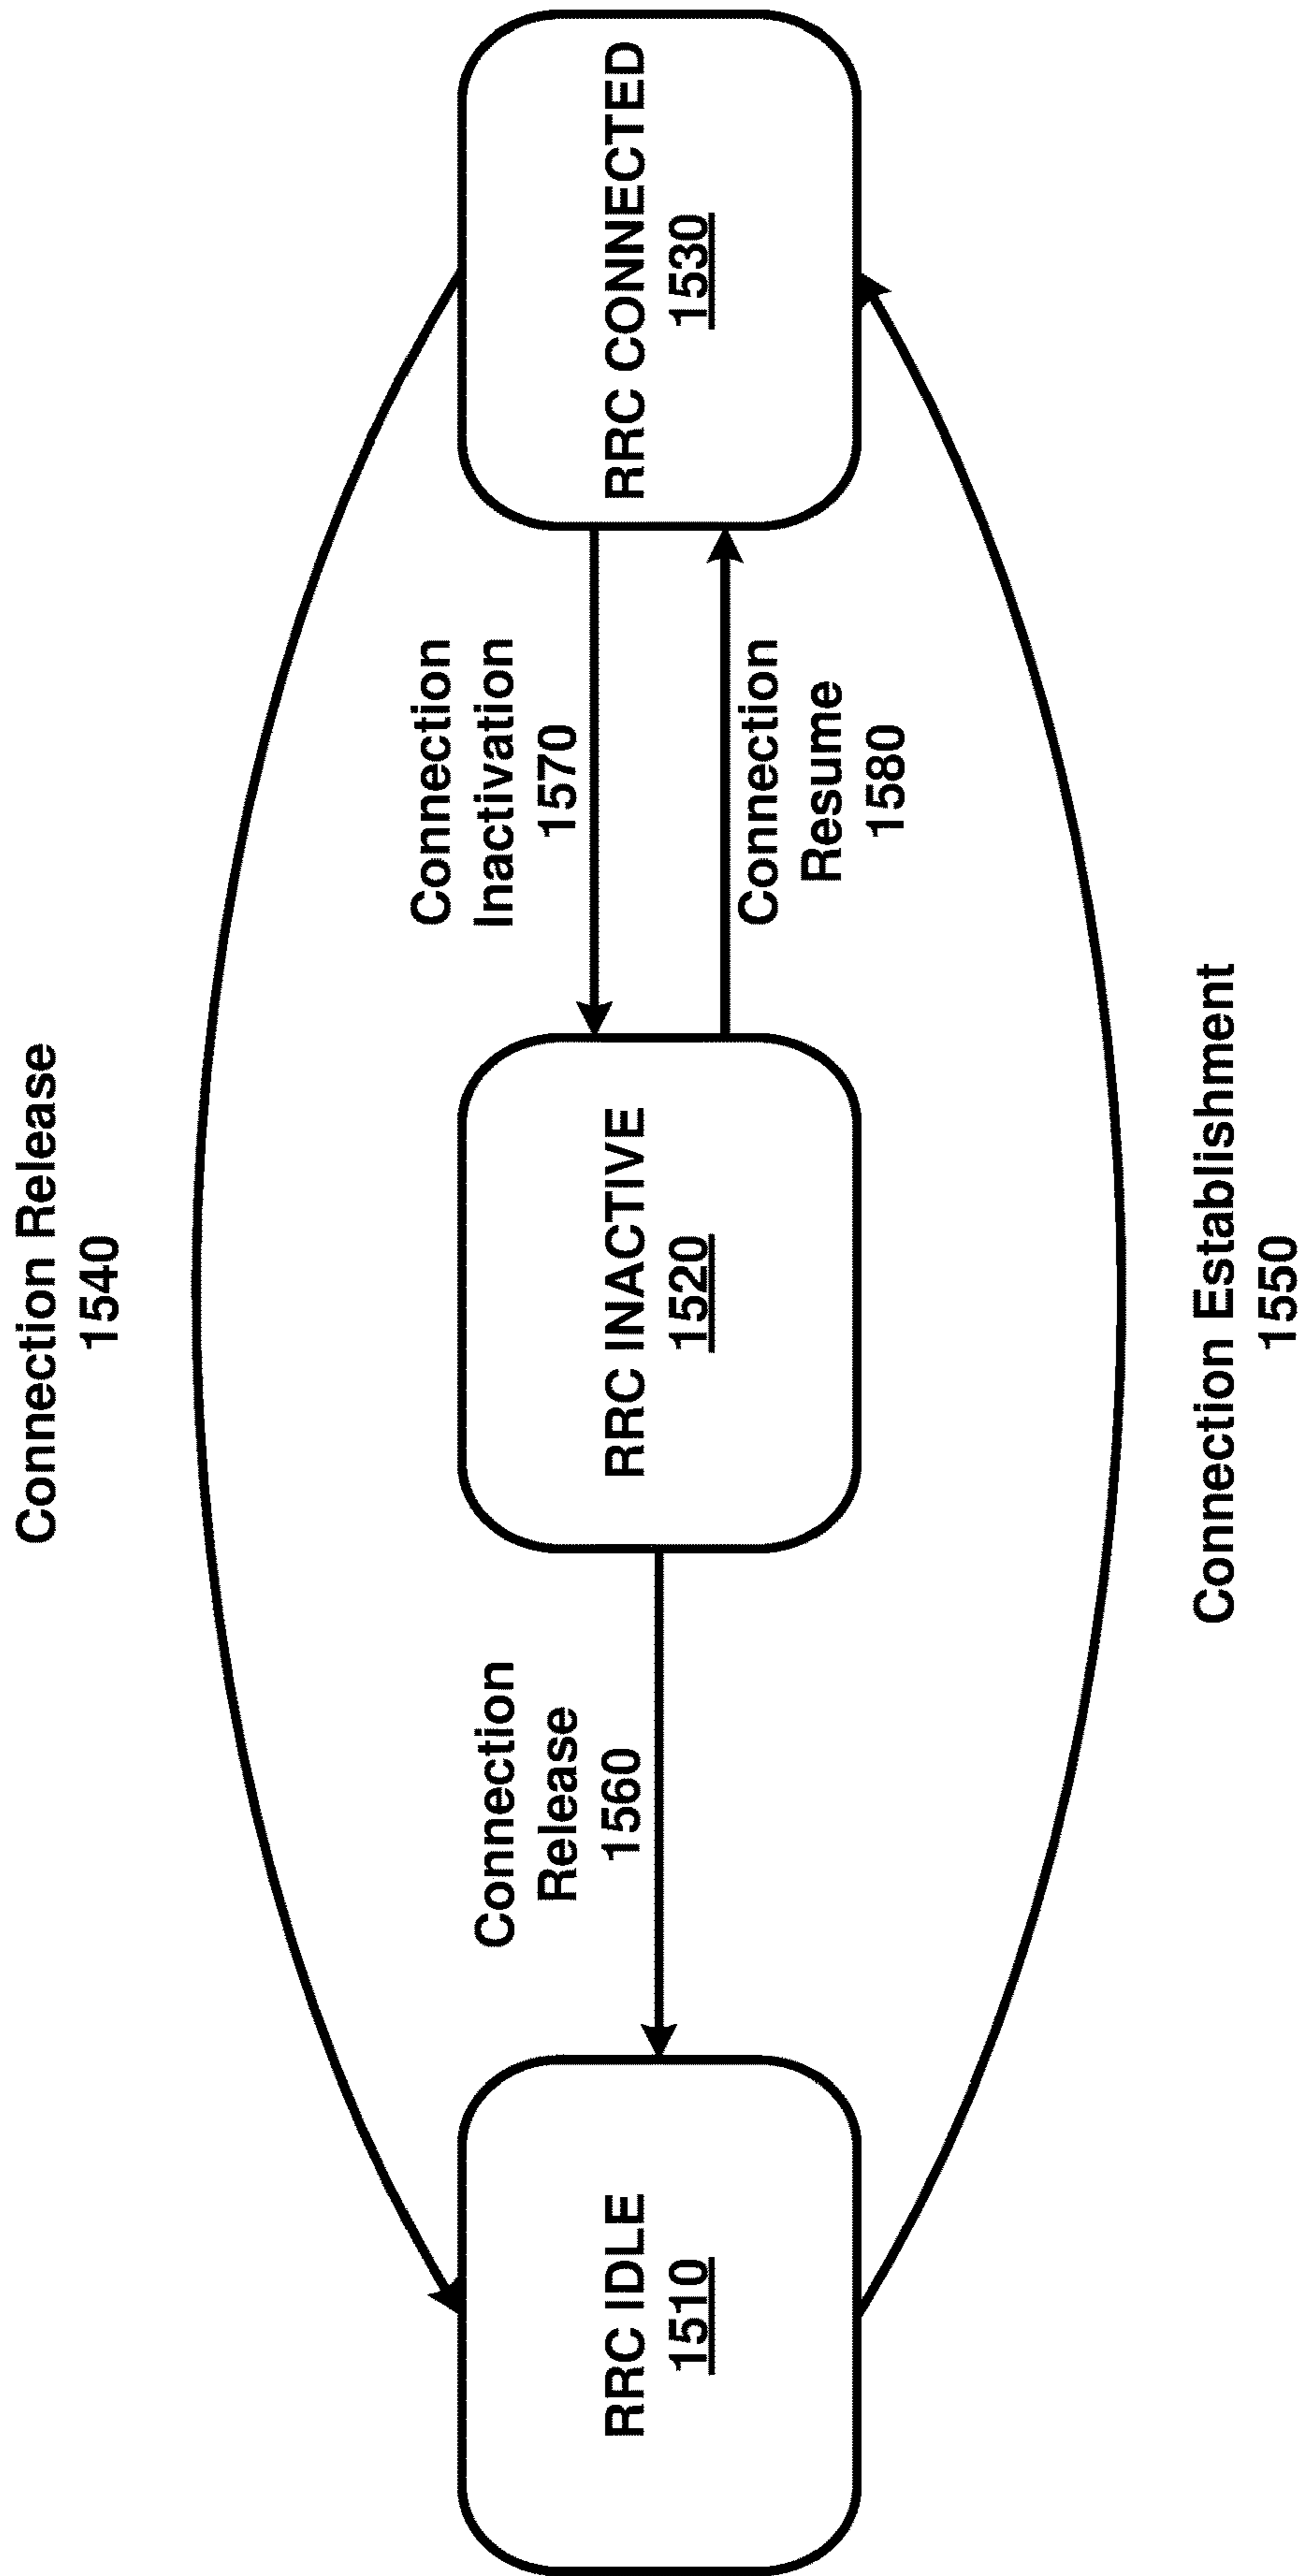 Connection Release
1540
Connection
Inactivation
1570
Connection
Release
1560
RRC IDLE
1510
RRC INACTIVE
1520
RRC CONNECTED
1530
Connection
Resume
1580
Connection Establishment
1550